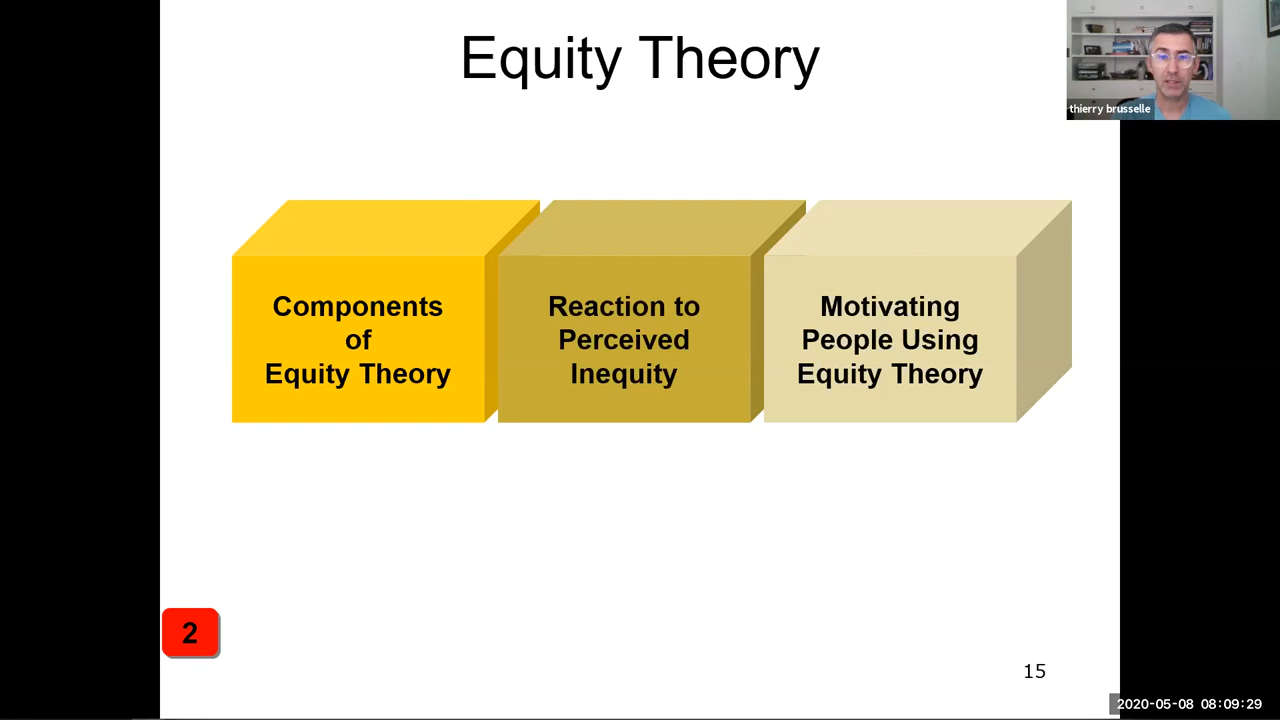 Equity Theory
thierry brusselle
Components
of
Equity Theory
Reaction to
Perceived
Inequity
Motivating
People Using
Equity Theory
2
15
2020-05-08 08:09:29